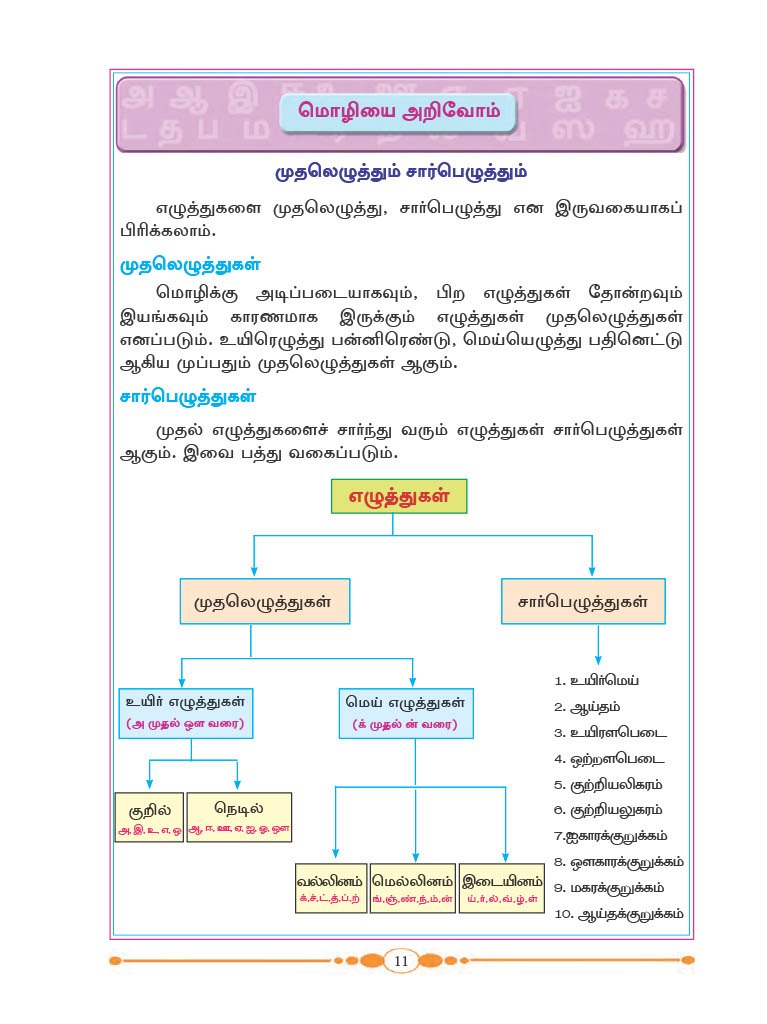 மொழியை அறிவோம்
முதலெழுத்தும் சார்பெழுத்தும்
எழுத்துகளை முதலெழுத்து, சார்பெழுத்து என இருவகையாகப்
பிரிக்கலாம்.
முதலெழுத்துகள்
மொழிக்கு அடிப்படையாகவும், பிற எழுத்துகள் தோன்றவும்
இயங்கவும் காரணமாக இருக்கும் எழுத்துகள் முதலெழுத்துகள்
எனப்படும். உயிரெழுத்து பன்னிரெண்டு, மெய்யெழுத்து பதினெட்டு
ஆகிய முப்பதும் முதலெழுத்துகள் ஆகும்.
சார்பெழுத்துகள்
முதல் எழுத்துகளைச் சார்ந்து வரும் எழுத்துகள் சார்பெழுத்துகள்
ஆகும். இவை பத்து வகைப்படும்.
எழுத்துகள்
முதலெழுத்துகள்
சார்பெழுத்துகள்
உயிர் எழுத்துகள்
(அ முதல் ஔ வரை)
மெய் எழுத்துகள்
(க் முதல் ன் வரை)
குறில்
அ, இ, உ, எ, ஒ
நெடில்
ஆ, ஈ, ஊ, ஏ, ஐ, ஓ, ஔ
வல்லினம்
க்,ச்,ட்,த்,ப்,ற்
மெல்லினம்
ங்,ஞ்,ண்,ந்,ம்,ன்
இடையினம்
ய்,ர்,ல்,வ்,ழ்,ள்
1. உயிர்மெய்
2. ஆய்தம்
3. உயிரளபெடை
4. ஒற்றளபெடை
5. குற்றியலிகரம்
6. குற்றியலுகரம்
7.ஐகாரக்குறுக்கம்
8. ஔகாரக்குறுக்கம்
9. மகரக்குறுக்கம்
10. ஆய்தக்குறுக்கம்
11